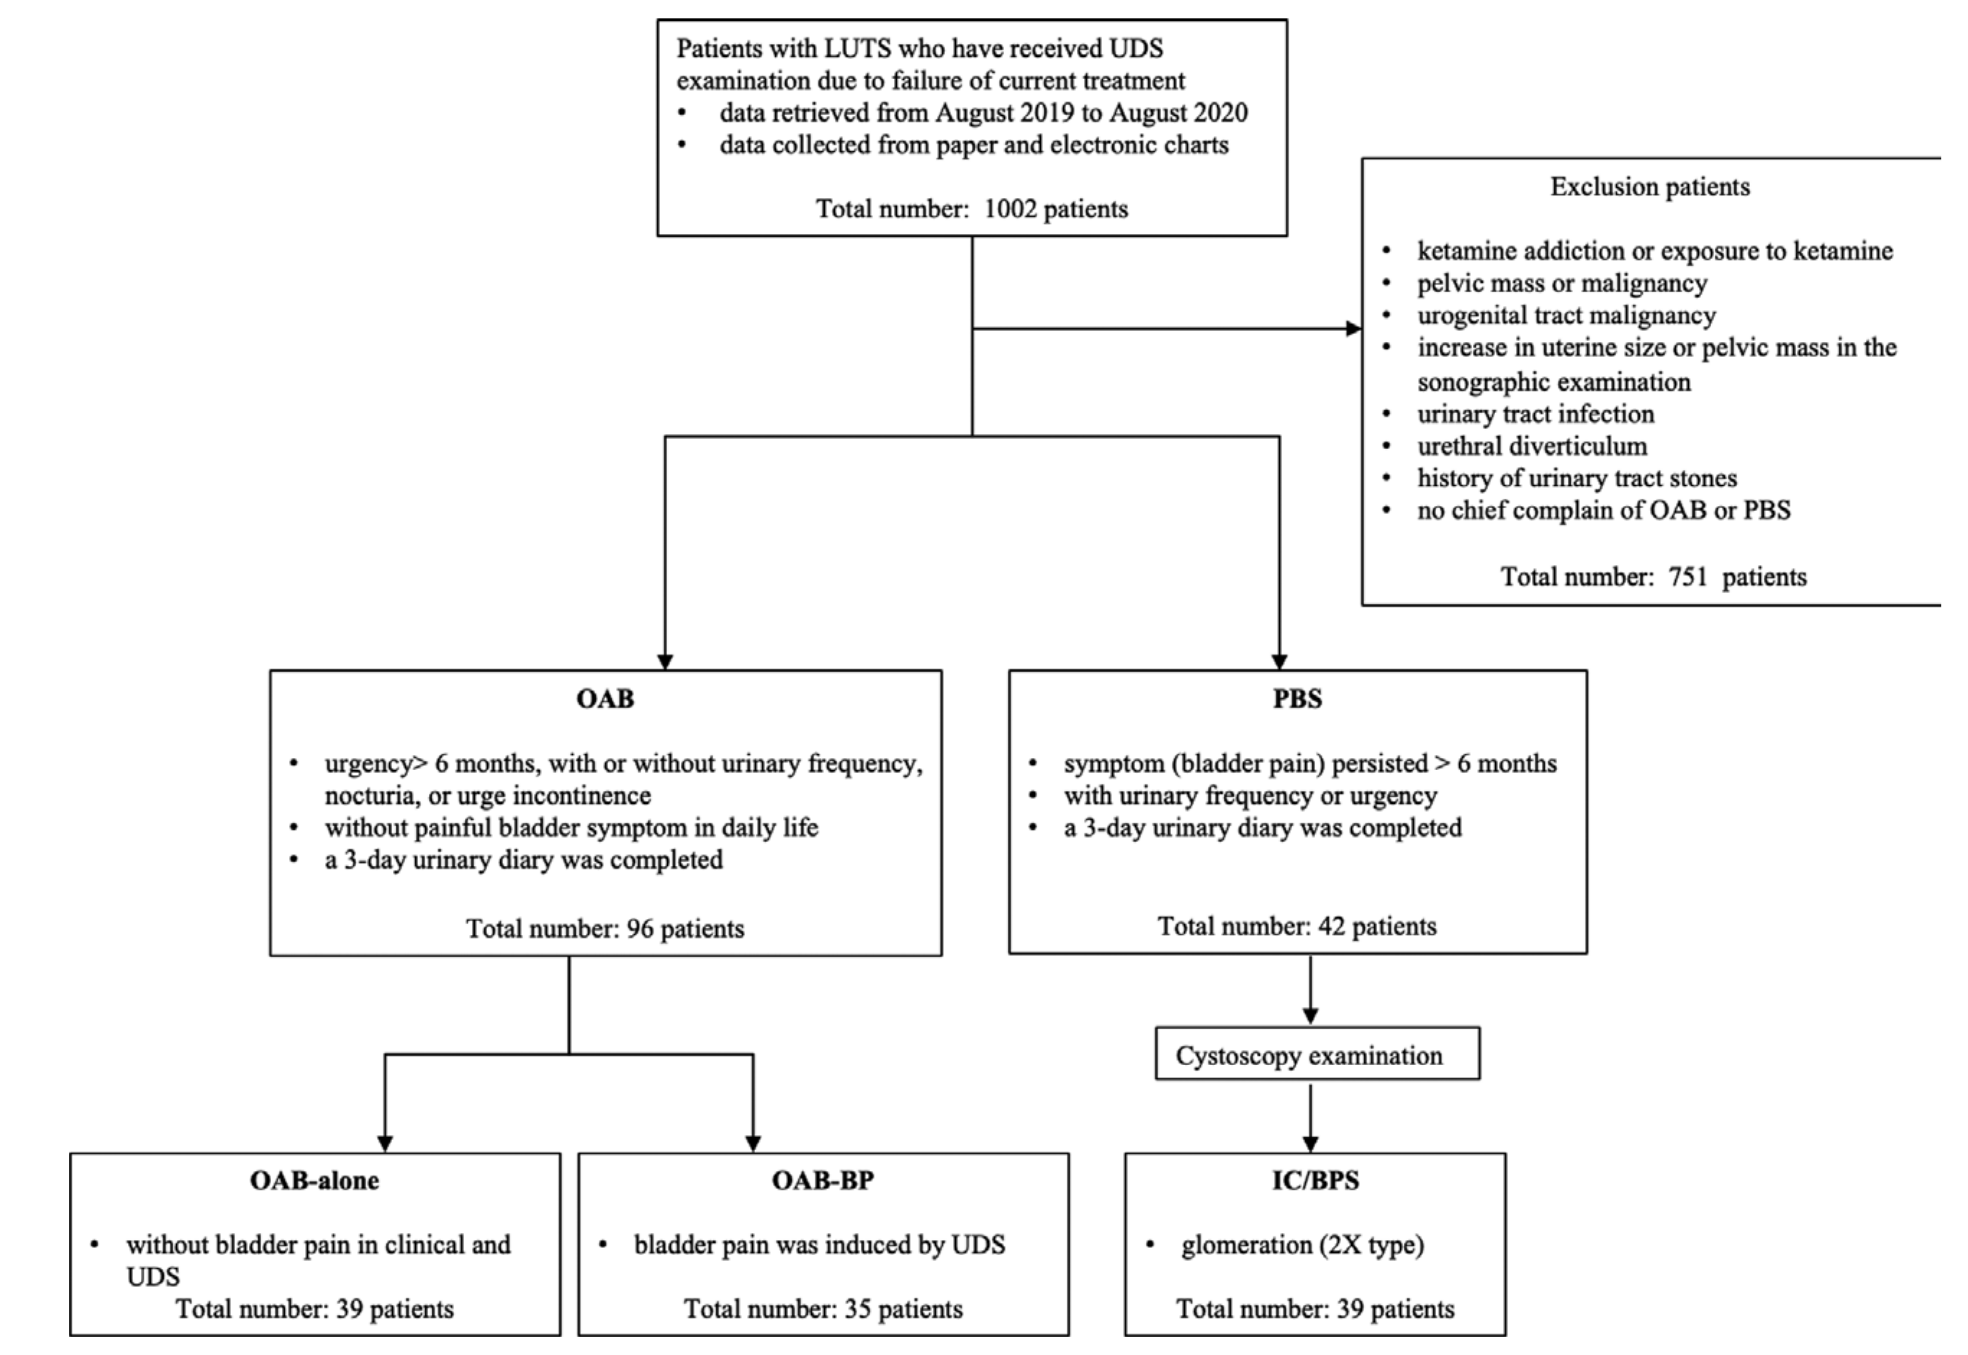 Patients with LUTS who have received UDS
examination due to failure of current treatment
• data retrieved from August 2019 to August 2020
• data collected from paper and electronic charts
Total number: 1002 patients
Exclusion patients
• ketamine addiction or exposure to ketamine
• pelvic mass or malignancy
• urogenital tract malignancy
• increase in uterine size or pelvic mass in the
sonographic examination
• urinary tract infection
• urethral diverticulum
• history of urinary tract stones
• no chief complain of OAB or PBS
Total number: 751 patients
OAB
• urgency> 6 months, with or without urinary frequency,
nocturia, or urge incontinence
• without painful bladder symptom in daily life
• a 3-day urinary diary was completed
Total number: 96 patients
PBS
• symptom (bladder pain) persisted > 6 months
• with urinary frequency or urgency
• a 3-day urinary diary was completed
Total number: 42 patients
Cystoscopy examination
OAB-alone
• without bladder pain in clinical and
UDS
Total number: 39 patients
OAB-BP
• bladder pain was induced by UDS
Total number: 35 patients
IC/BPS
• glomeration (2X type)
Total number: 39 patients